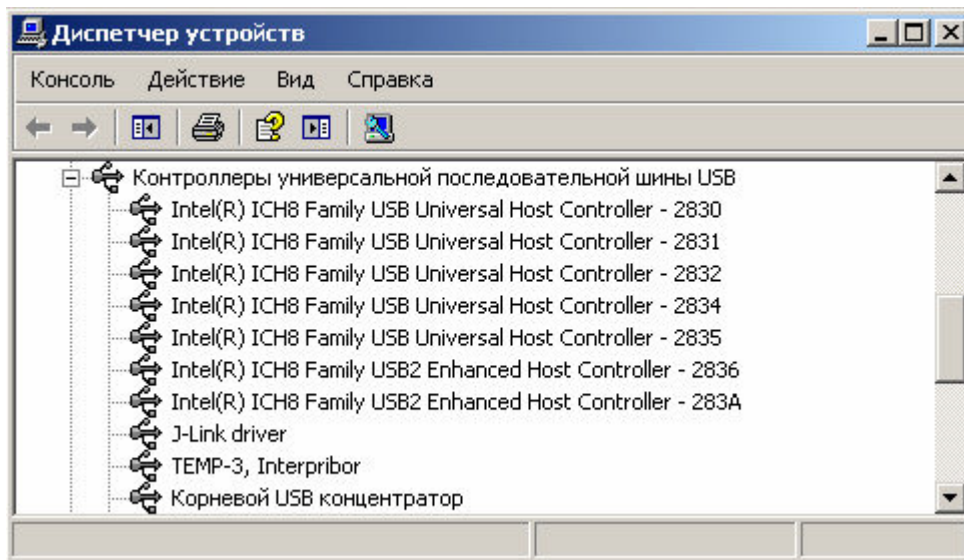 Диспетчер устройств
Консоль Действие Вид Справка
Контроллеры универсальной последовательной шины USB
Intel(R) ICH8 Family USB Universal Host Controller - 2830
Intel(R) ICH8 Family USB Universal Host Controller - 2831
Intel(R) ICH8 Family USB Universal Host Controller - 2832
Intel(R) ICH8 Family USB Universal Host Controller - 2834
Intel(R) ICH8 Family USB Universal Host Controller - 2835
Intel(R) ICH8 Family USB2 Enhanced Host Controller - 2836
Intel(R) ICH8 Family USB2 Enhanced Host Controller - 283A
J-Link driver
TEMP-3, Interpribor
Корневой USB концентратор